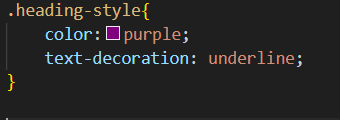 .heading-style{
color:purple;
text-decoration: underline;
}